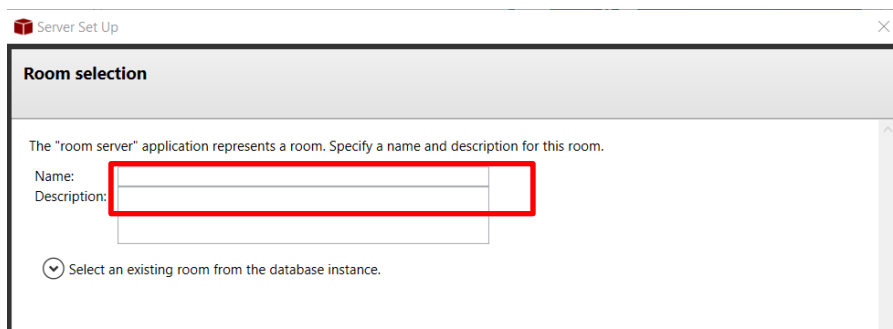 Server Set Up
Room selection
The "room server" application represents a room. Specify a name and description for this room.
Name:
Description:
Select an existing room from the database instance.